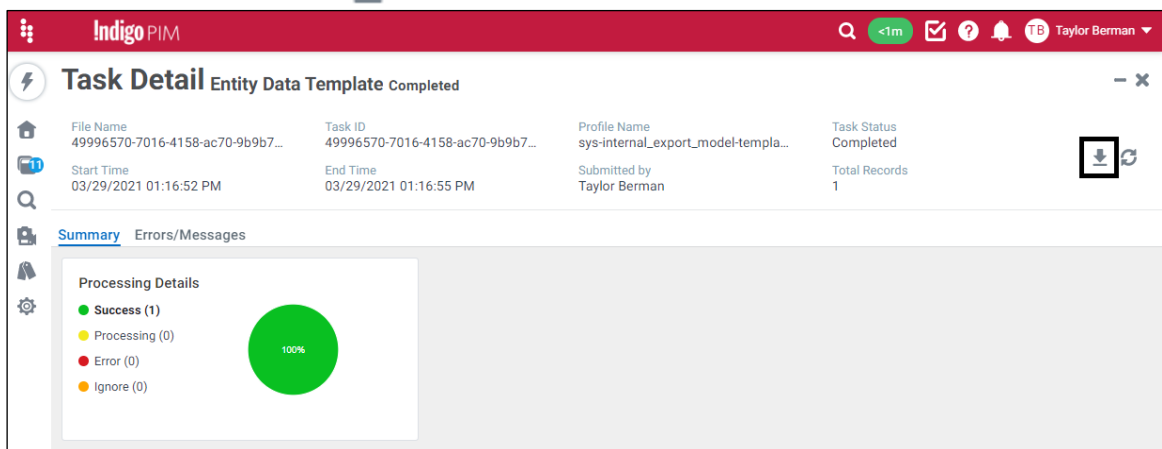 !ndigo PIM
<1m
TB Taylor Berman
Task Detail Entity Data Template Completed
File Name
49996570-7016-4158-ac70-9b9b7...
Task ID
49996570-7016-4158-ac70-9b9b7...
Profile Name
sys-internal_export_model-templa...
Task Status
Completed
Start Time
03/29/2021 01:16:52 PM
End Time
03/29/2021 01:16:55 PM
Submitted by
Taylor Berman
Total Records
1
11
Summary Errors/Messages
Processing Details
Success (1)
Processing (0)
Error (0)
Ignore (0)
100%